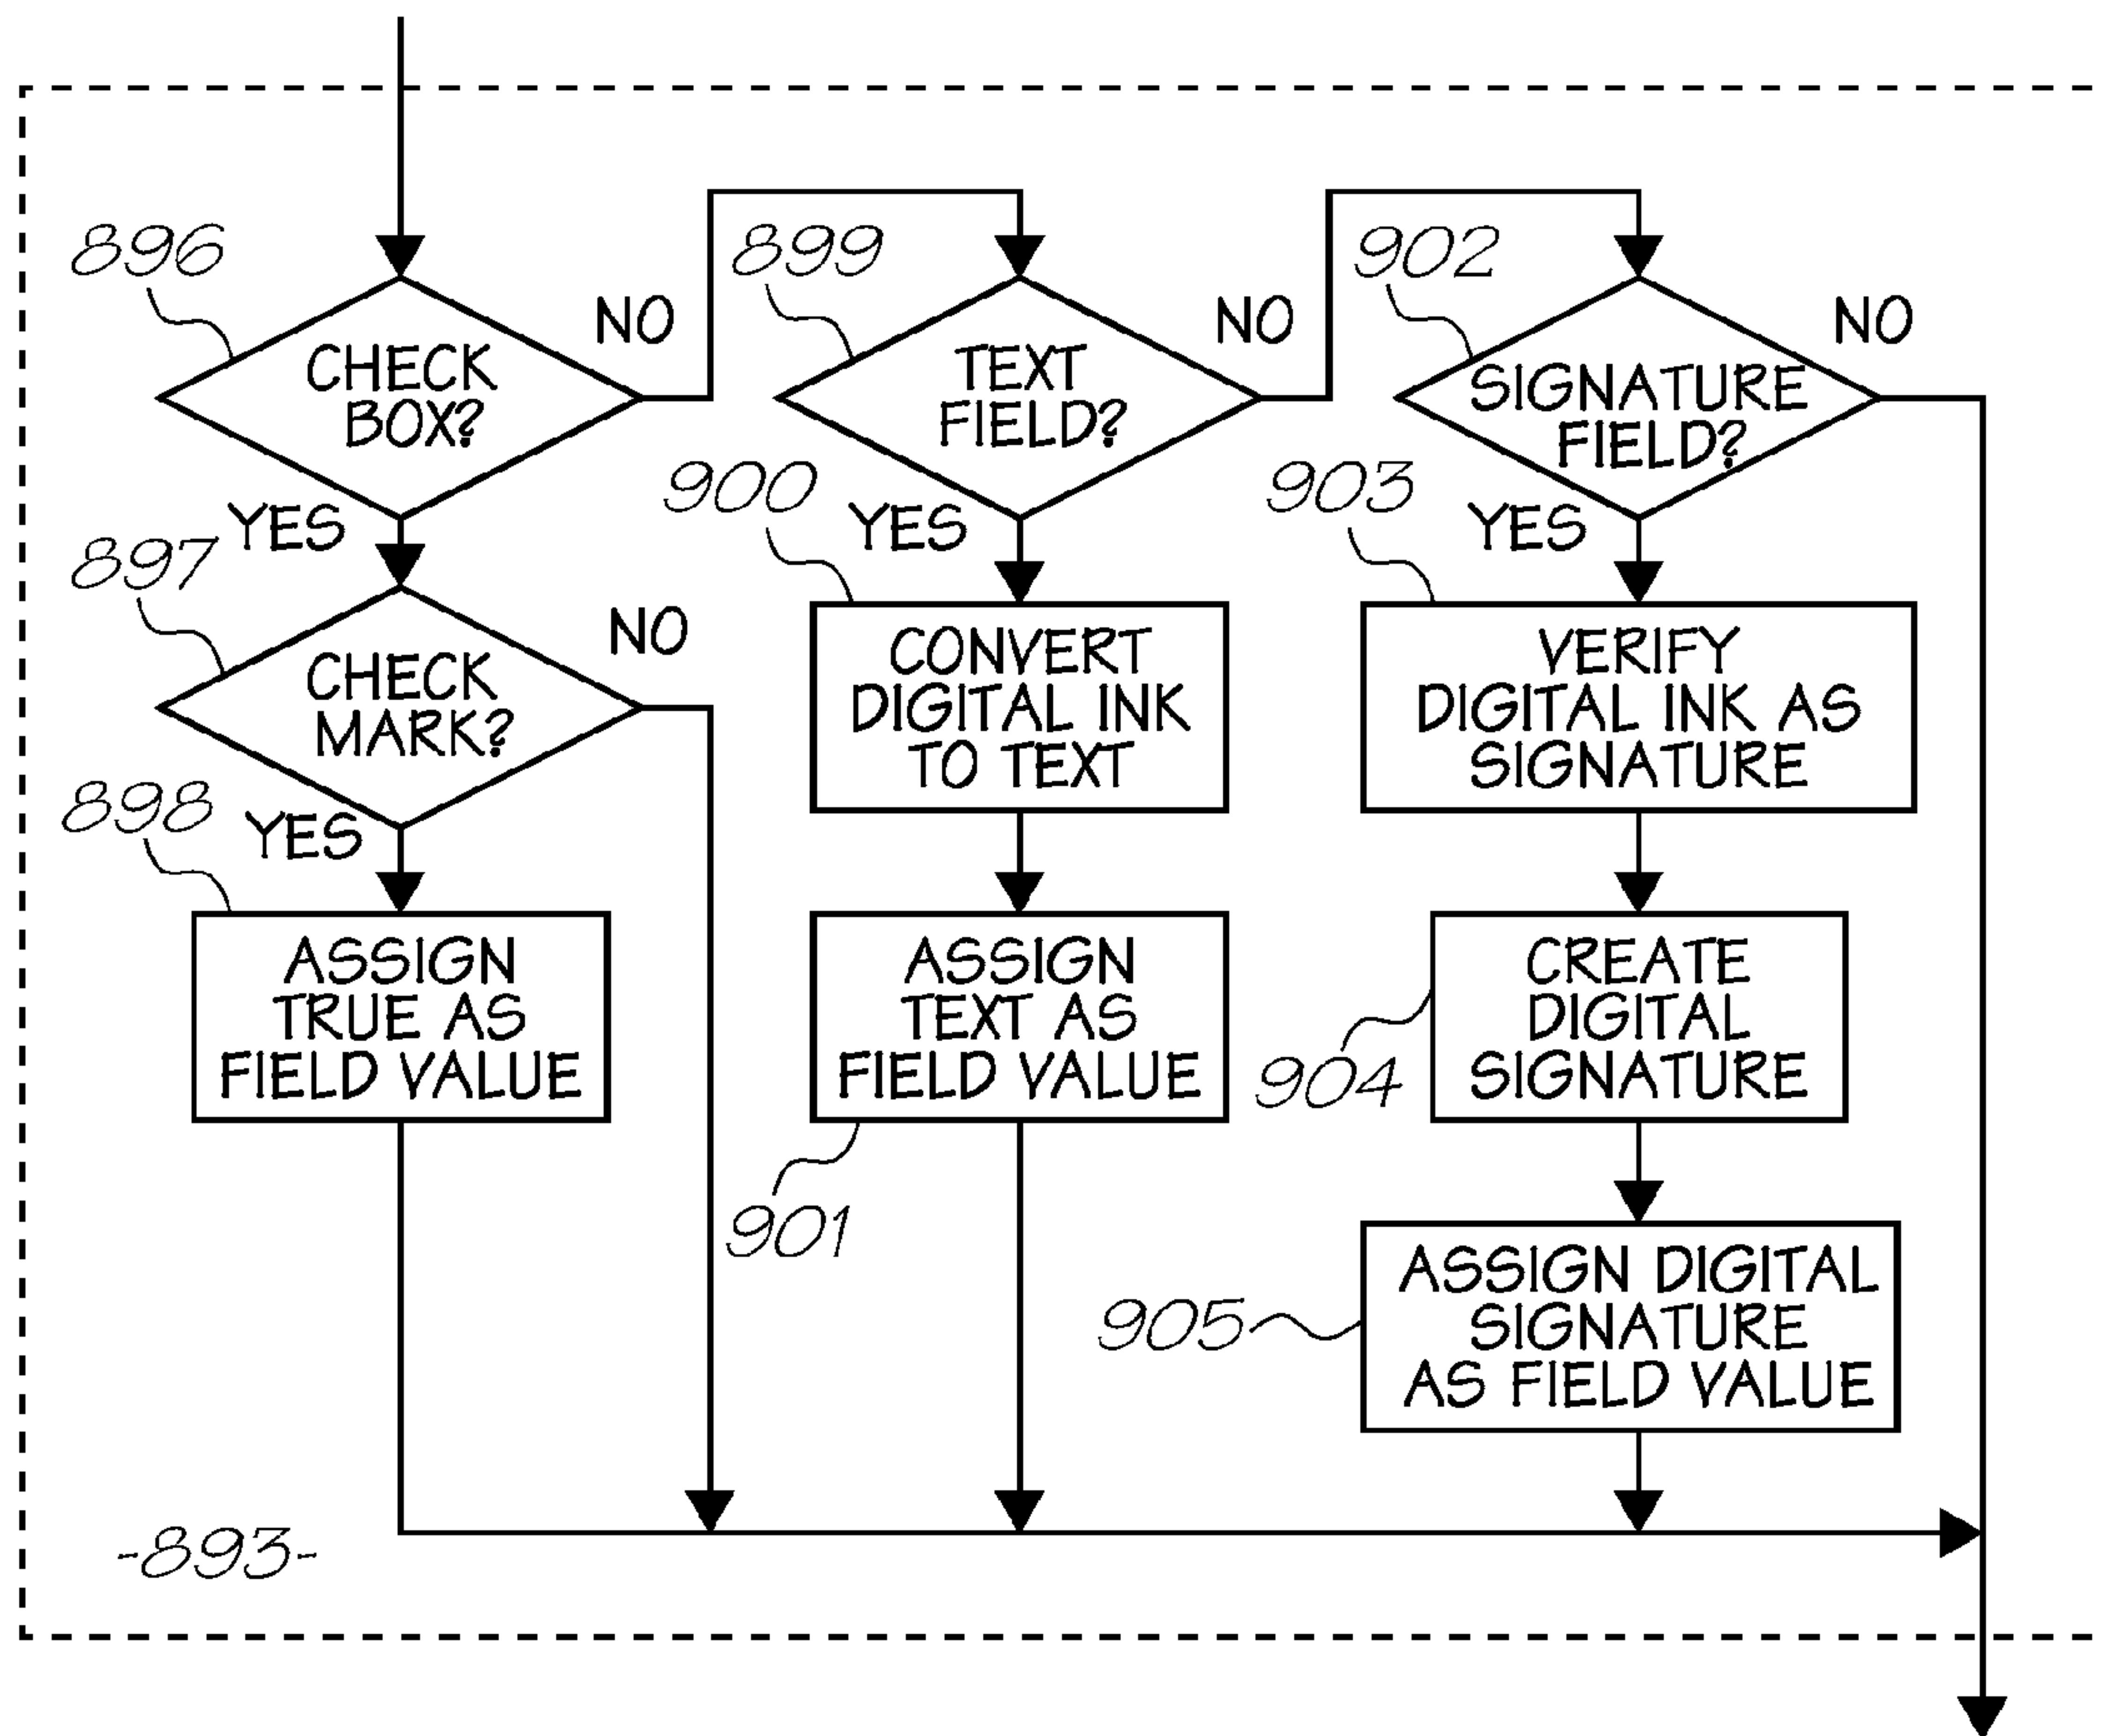 896
CHECK
BOX?
NO
YES
897
CHECK
MARK?
NO
YES
898
ASSIGN
TRUE AS
FIELD VALUE
899
TEXT
FIELD?
NO
YES
900
CONVERT
DIGITAL INK
TO TEXT
ASSIGN
TEXT AS
FIELD VALUE
901
902
SIGNATURE
FIELD?
NO
YES
903
VERIFY
DIGITAL INK AS
SIGNATURE
CREATE
DIGITAL
SIGNATURE
904
ASSIGN DIGITAL
SIGNATURE
AS FIELD VALUE
905
-893-